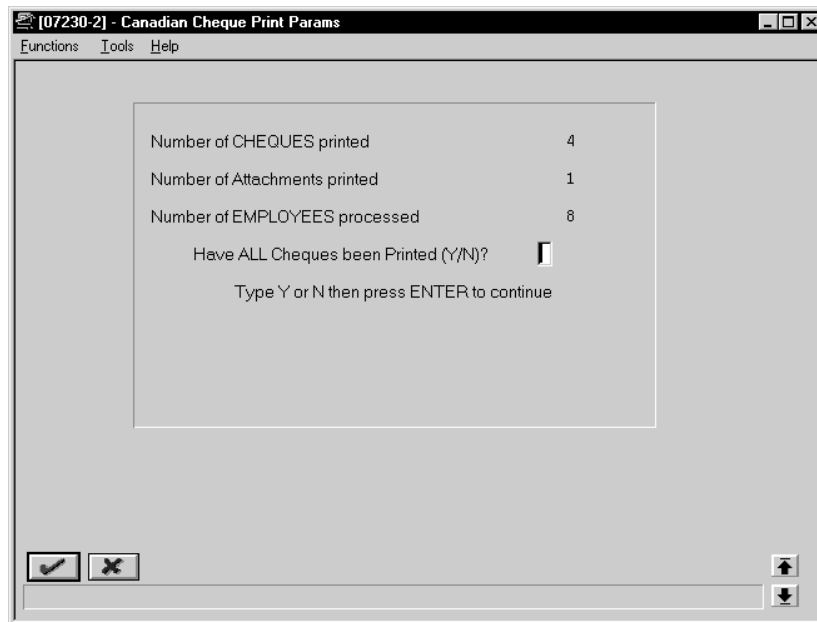 [07230-2] - Canadian Cheque Print Params
Functions Tools Help
Number of CHEQUES printed 4
Number of Attachments printed 1
Number of EMPLOYEES processed 8
Have ALL Cheques been Printed (Y/N)?
Type Y or N then press ENTER to continue